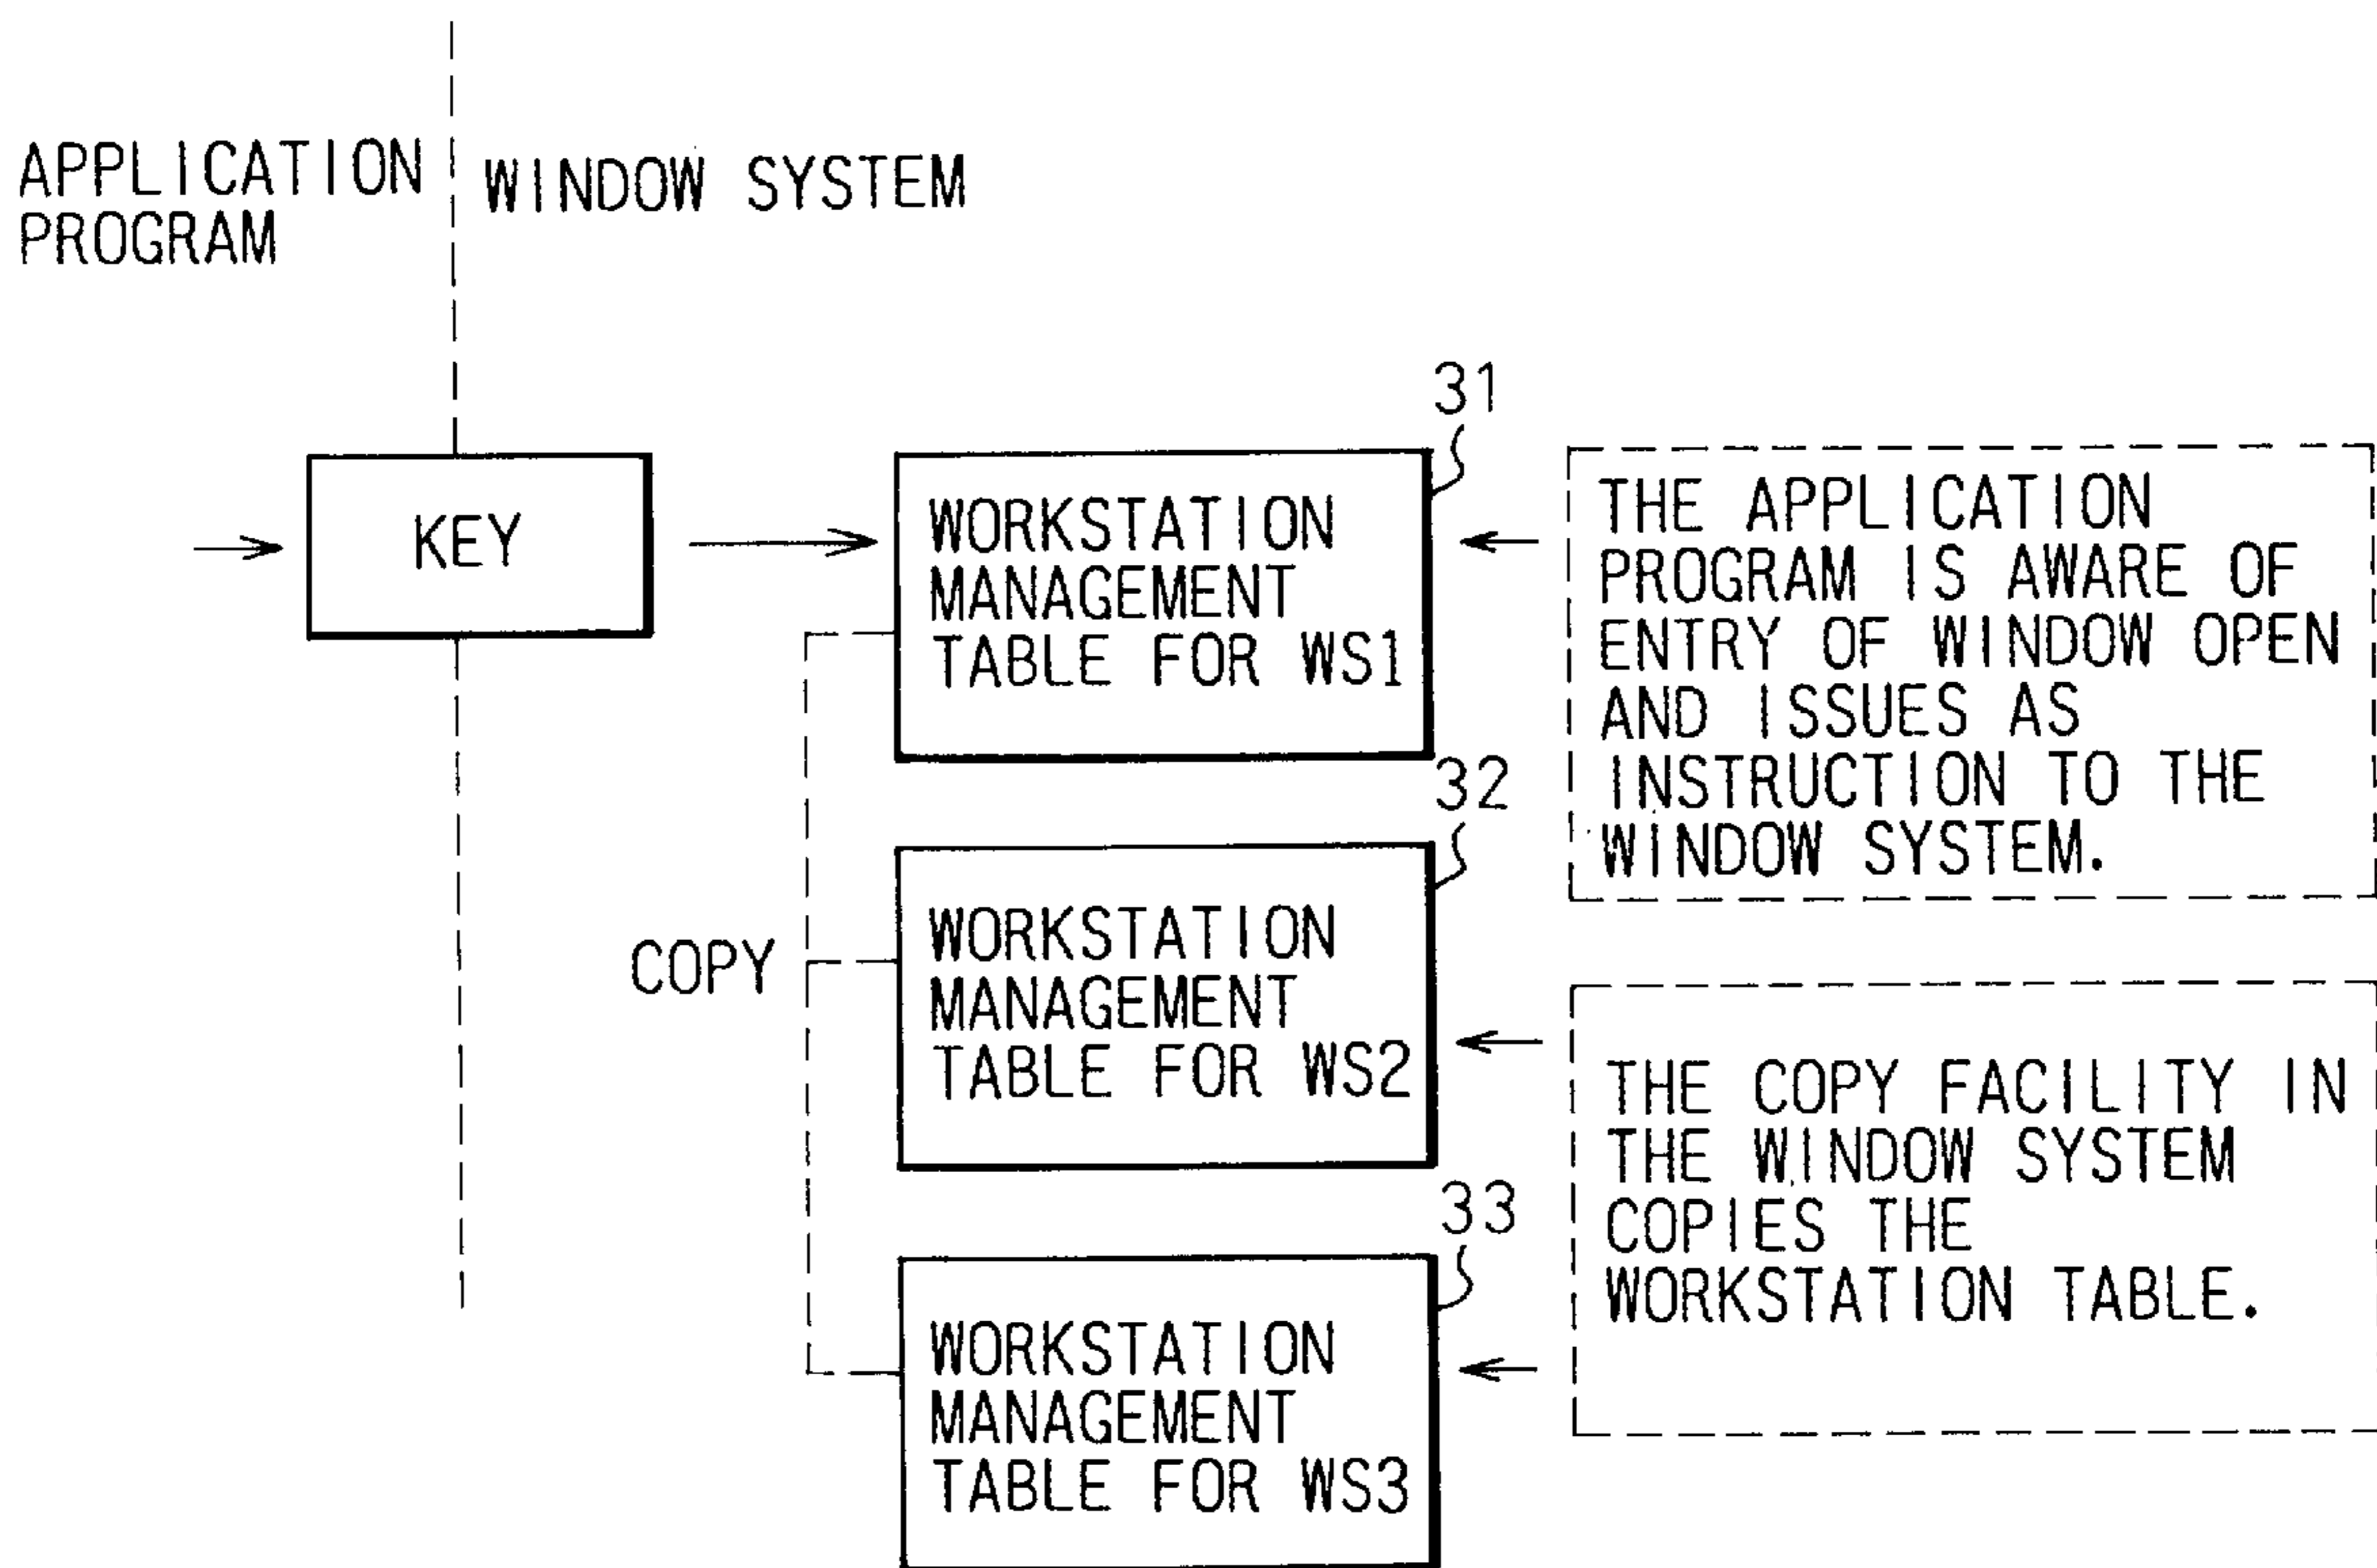 APPLICATION
PROGRAM
WINDOW SYSTEM
KEY
31
WORKSTATION
MANAGEMENT
TABLE FOR WS1
THE APPLICATION
PROGRAM IS AWARE OF
ENTRY OF WINDOW OPEN
AND ISSUES AS
INSTRUCTION TO THE
WINDOW SYSTEM.
COPY
32
WORKSTATION
MANAGEMENT
TABLE FOR WS2
THE COPY FACILITY IN
THE WINDOW SYSTEM
COPIES THE
WORKSTATION TABLE.
33
WORKSTATION
MANAGEMENT
TABLE FOR WS3